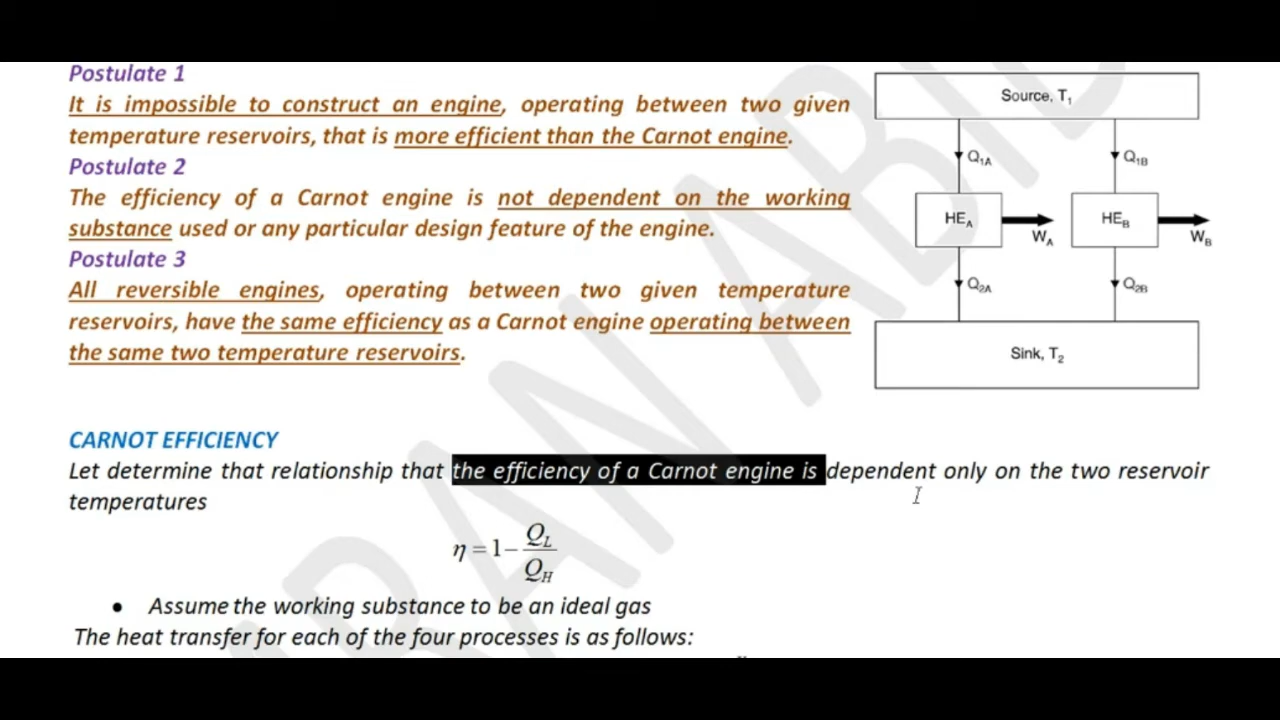 Postulate 1
It is impossible to construct an engine, operating between two given
temperature reservoirs, that is more efficient than the Carnot engine.
Postulate 2
The efficiency of a Carnot engine is not dependent on the working
substance used or any particular design feature of the engine.
Postulate 3
All reversible engines, operating between two given temperature
reservoirs, have the same efficiency as a Carnot engine operating between
the same two temperature reservoirs.
Source, T₁
Q₁A
Q₁B
HE_A
W_A
HE_B
W_B
Q₂A
Q₂B
Sink, T₂
CARNOT EFFICIENCY
Let determine that relationship that the efficiency of a Carnot engine is dependent only on the two reservoir
temperatures
η = 1 − Q_L / Q_H
• Assume the working substance to be an ideal gas
The heat transfer for each of the four processes is as follows: